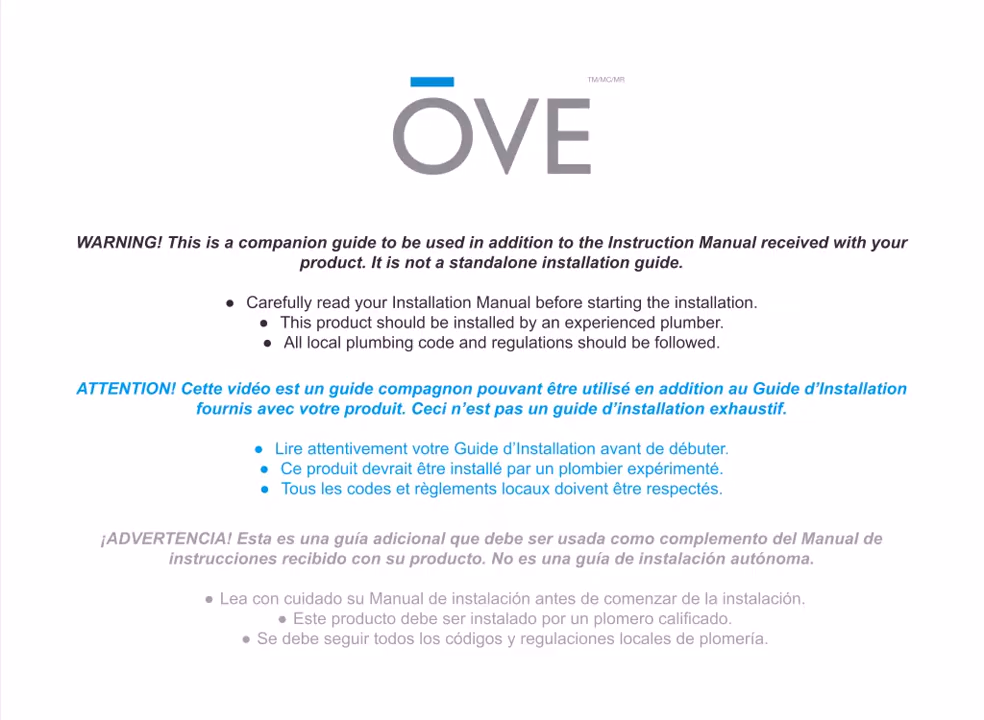 TM/MC/MR
ŌVE
WARNING! This is a companion guide to be used in addition to the Instruction Manual received with your
product. It is not a standalone installation guide.
● Carefully read your Installation Manual before starting the installation.
● This product should be installed by an experienced plumber.
● All local plumbing code and regulations should be followed.
ATTENTION! Cette vidéo est un guide compagnon pouvant être utilisé en addition au Guide d’Installation
fournis avec votre produit. Ceci n’est pas un guide d’installation exhaustif.
● Lire attentivement votre Guide d’Installation avant de débuter.
● Ce produit devrait être installé par un plombier expérimenté.
● Tous les codes et règlements locaux doivent être respectés.
¡ADVERTENCIA! Esta es una guía adicional que debe ser usada como complemento del Manual de
instrucciones recibido con su producto. No es una guía de instalación autónoma.
● Lea con cuidado su Manual de instalación antes de comenzar de la instalación.
● Este producto debe ser instalado por un plomero calificado.
● Se debe seguir todos los códigos y regulaciones locales de plomería.